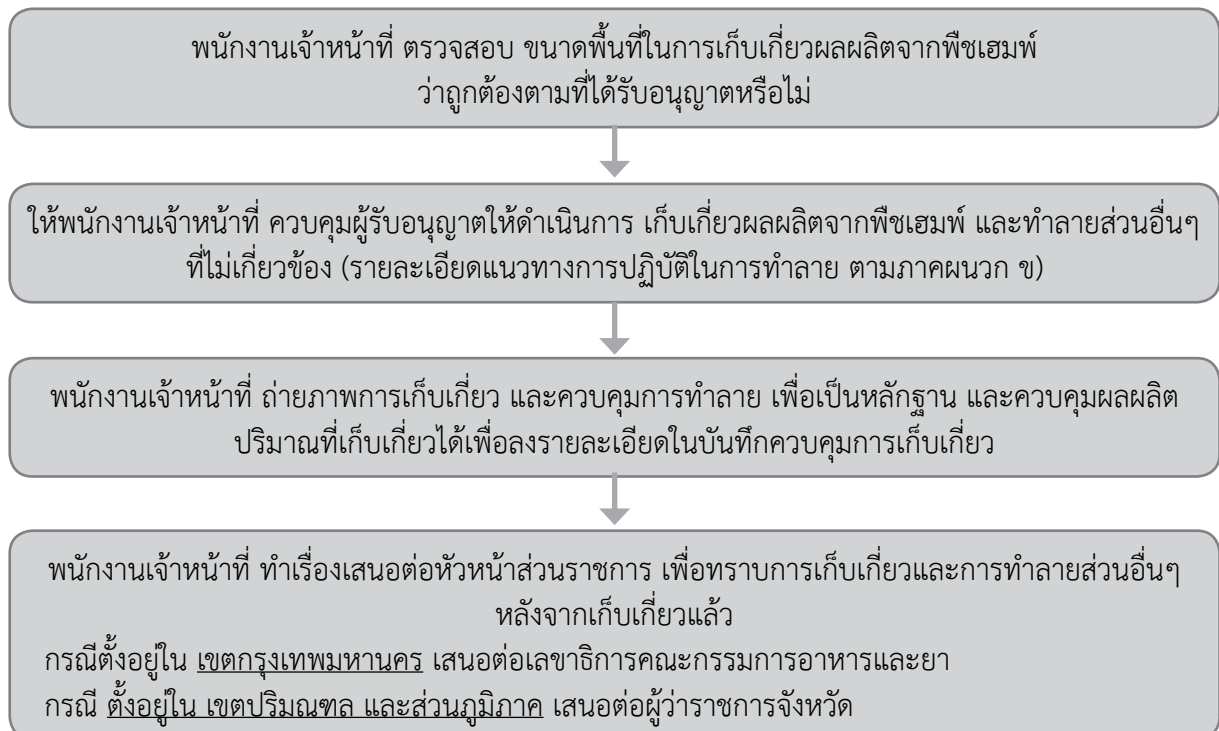 พนักงานเจ้าหน้าที่ ตรวจสอบ ขนาดพื้นที่ในการเก็บเกี่ยวผลผลิตจากพืชเฮมพ์
ว่าถูกต้องตามที่ได้รับอนุญาตหรือไม่
ให้พนักงานเจ้าหน้าที่ ควบคุมผู้รับอนุญาตให้ดำเนินการ เก็บเกี่ยวผลผลิตจากพืชเฮมพ์ และทำลายส่วนอื่นๆ
ที่ไม่เกี่ยวข้อง (รายละเอียดแนวทางการปฏิบัติในการทำลาย ตามภาคผนวก ข)
พนักงานเจ้าหน้าที่ ถ่ายภาพการเก็บเกี่ยว และควบคุมการทำลาย เพื่อเป็นหลักฐาน และควบคุมผลผลิต
ปริมาณที่เก็บเกี่ยวได้เพื่อลงรายละเอียดในบันทึกควบคุมการเก็บเกี่ยว
พนักงานเจ้าหน้าที่ ทำเรื่องเสนอต่อหัวหน้าส่วนราชการ เพื่อทราบการเก็บเกี่ยวและการทำลายส่วนอื่นๆ
หลังจากเก็บเกี่ยวแล้ว
กรณีตั้งอยู่ใน เขตกรุงเทพมหานคร เสนอต่อเลขาธิการคณะกรรมการอาหารและยา
กรณี ตั้งอยู่ใน เขตปริมณฑล และส่วนภูมิภาค เสนอต่อผู้ว่าราชการจังหวัด